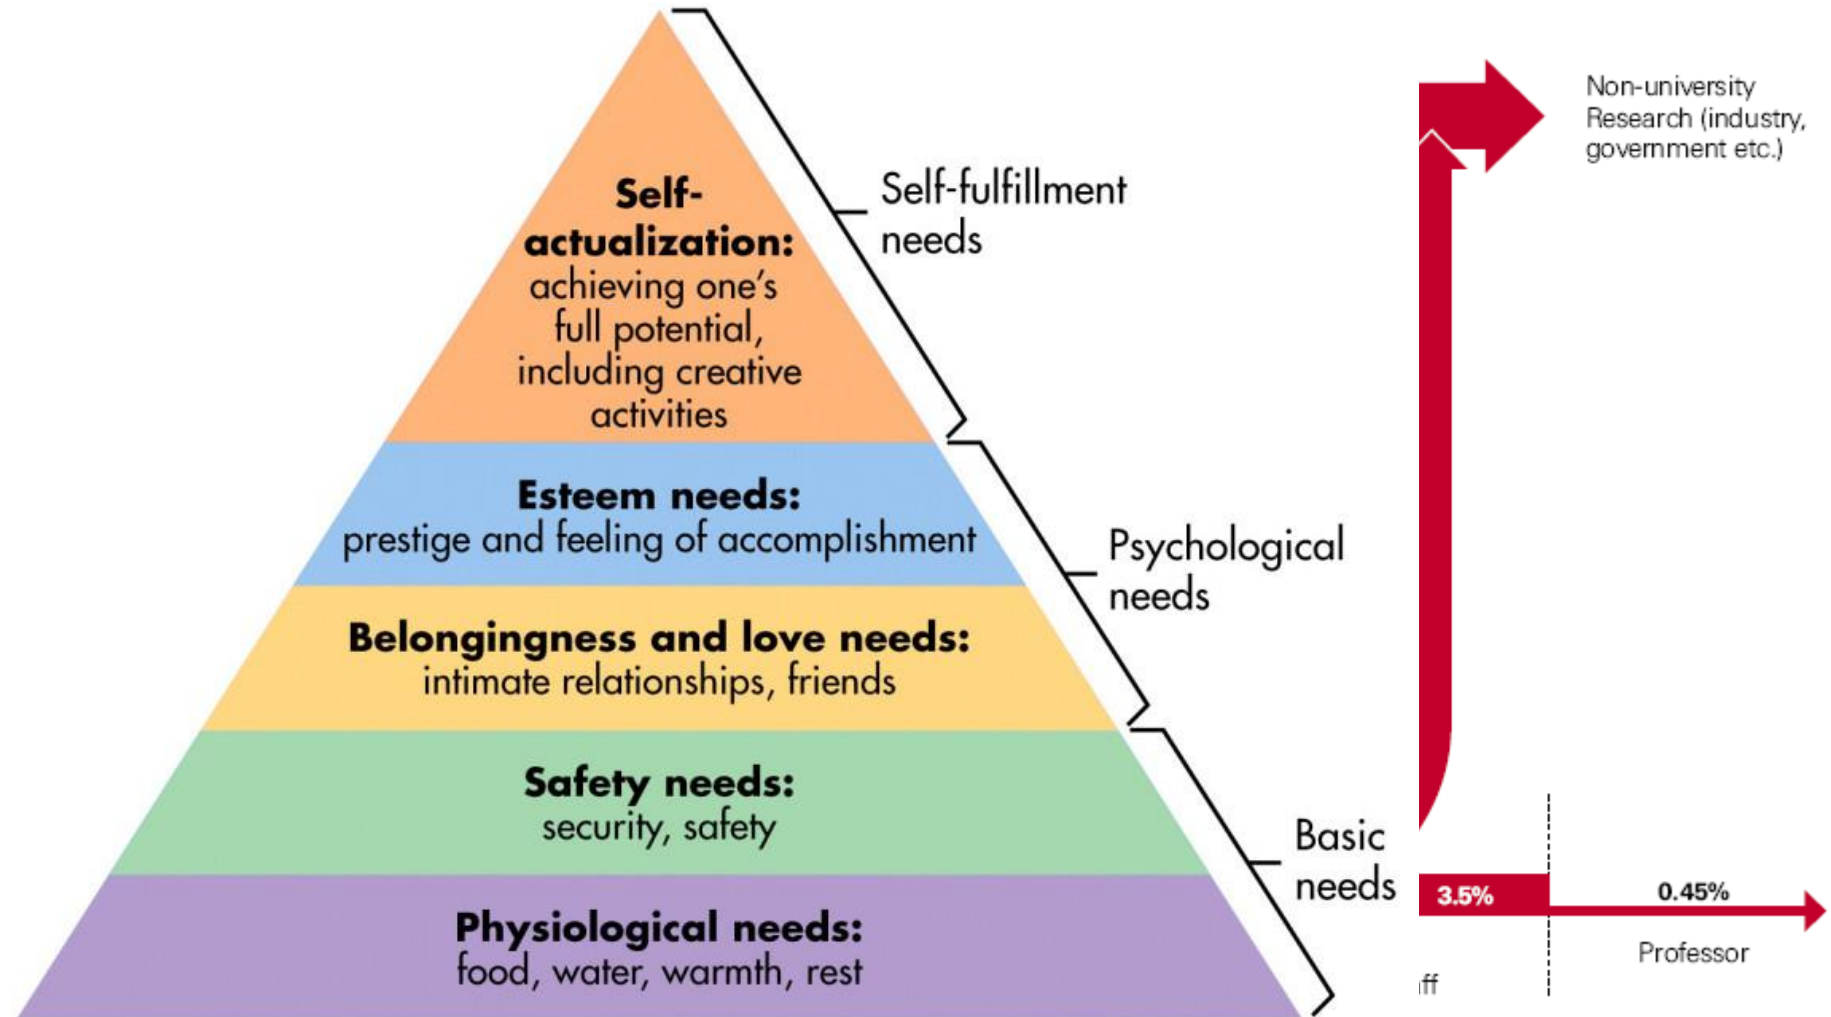 Self-
actualization:
achieving one's
full potential,
including creative
activities
Self-fulfillment
needs
Esteem needs:
prestige and feeling of accomplishment
Psychological
needs
Belongingness and love needs:
intimate relationships, friends
Safety needs:
security, safety
Basic
needs
Physiological needs:
food, water, warmth, rest
Non-university
Research (industry,
government etc.)
3.5%
0.45%
Professor